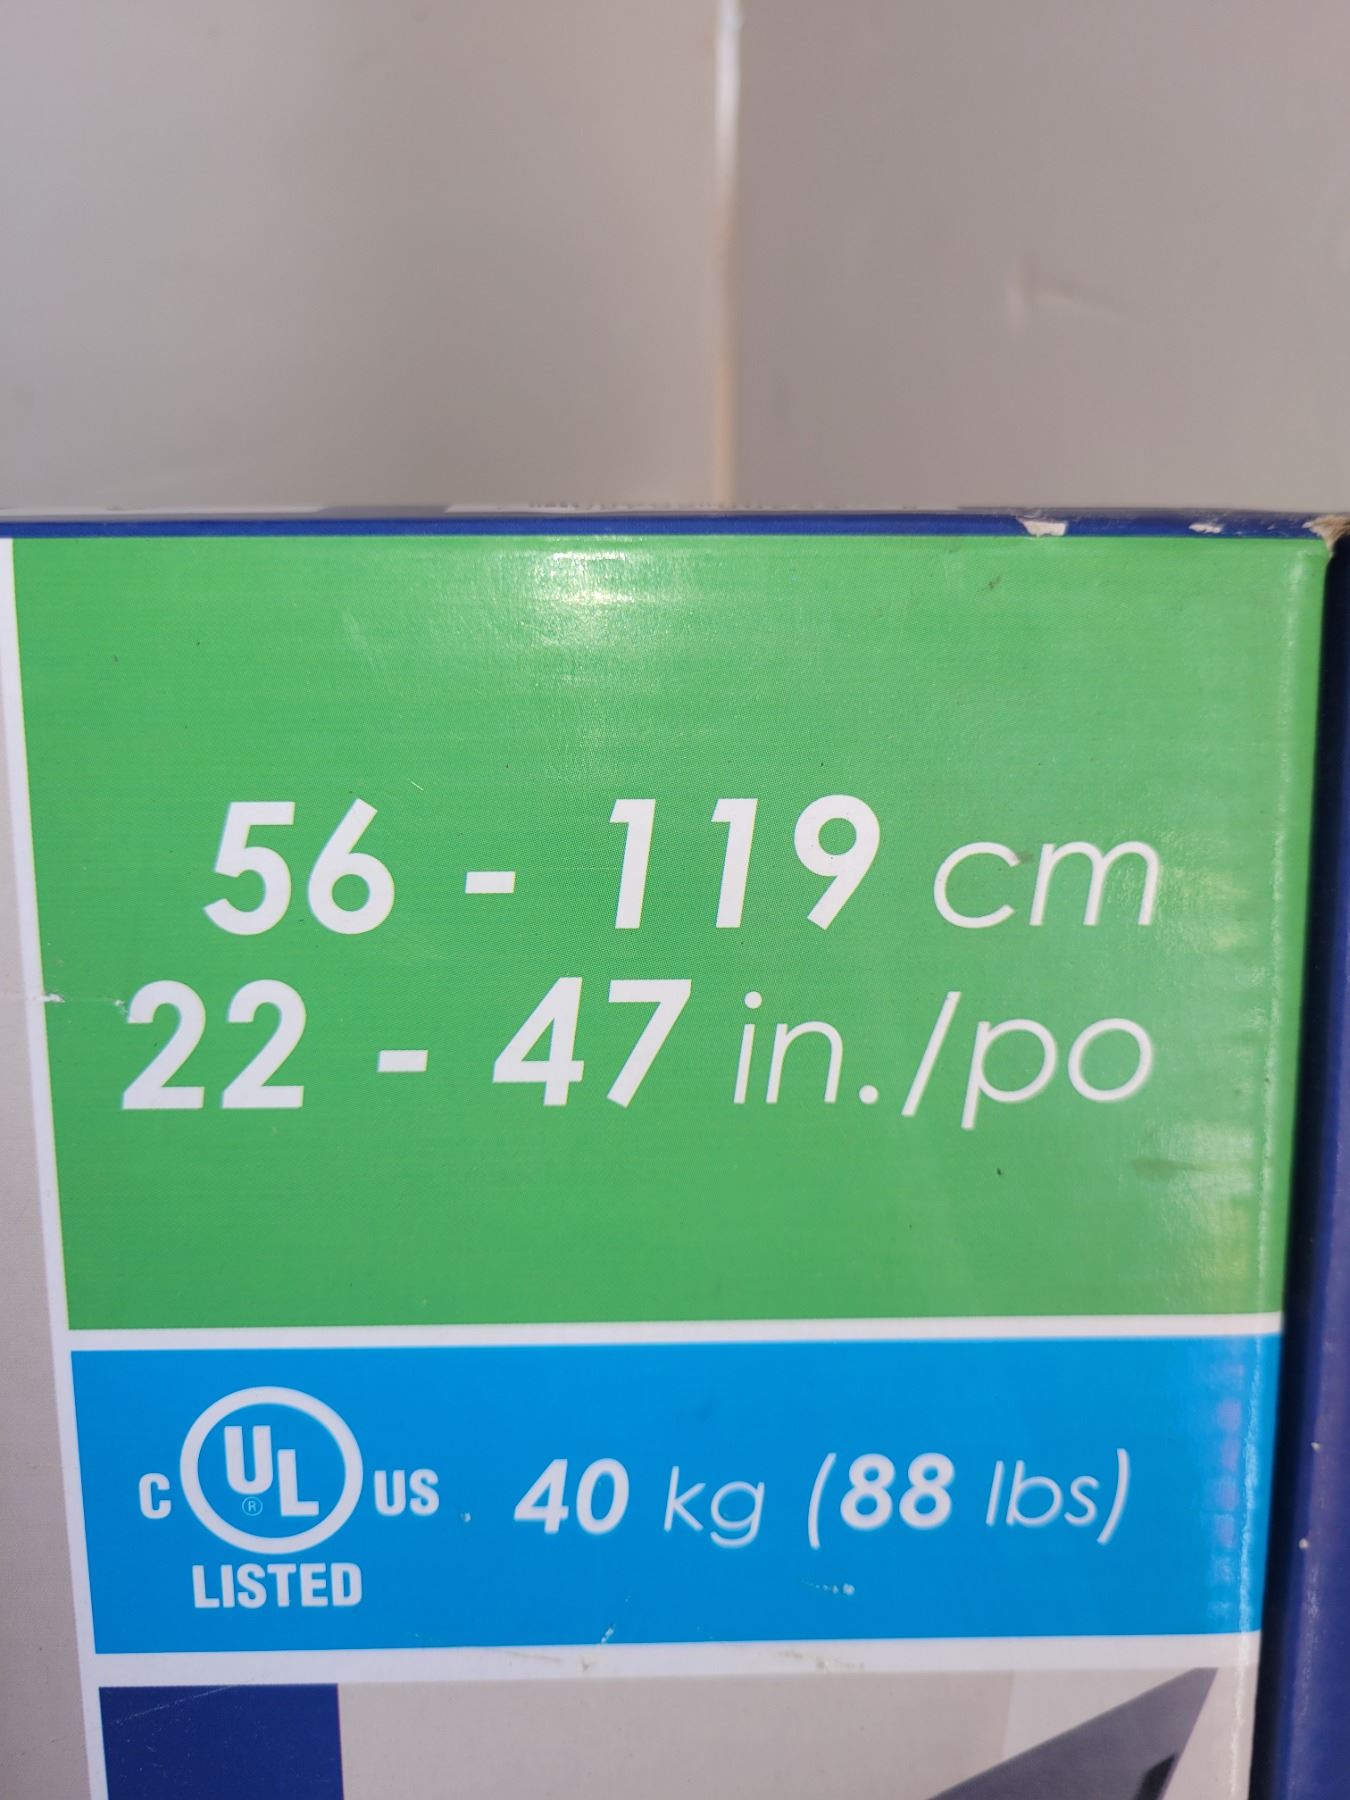 56 - 119 cm
22 - 47 in./po
C UL ® US 40 kg (88 lbs)
LISTED